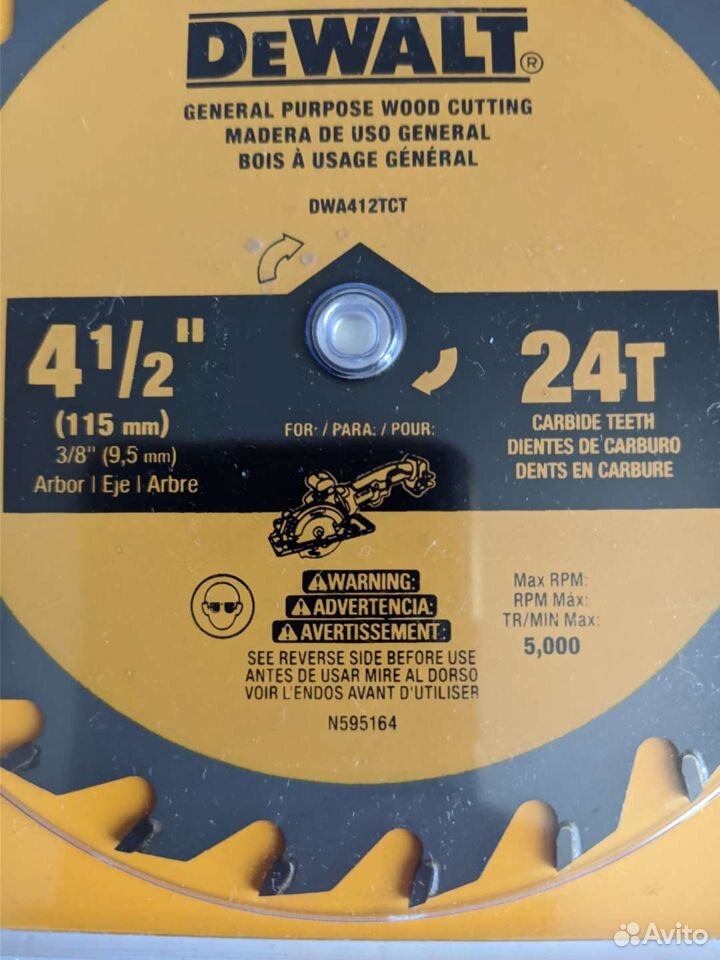 DEWALT®
GENERAL PURPOSE WOOD CUTTING
MADERA DE USO GENERAL
BOIS À USAGE GÉNÉRAL
DWA412TCT
4 1/2"
(115 mm)
3/8" (9,5 mm)
Arbor | Eje | Arbre
FOR: / PARA: / POUR:
24T
CARBIDE TEETH
DIENTES DE CARBURO
DENTS EN CARBURE
WARNING:
ADVERTENCIA:
AVERTISSEMENT:
SEE REVERSE SIDE BEFORE USE
ANTES DE USAR MIRE AL DORSO
VOIR L'ENDOS AVANT D'UTILISER
N595164
Max RPM:
RPM Máx:
TR/MIN Max:
5,000
Avito